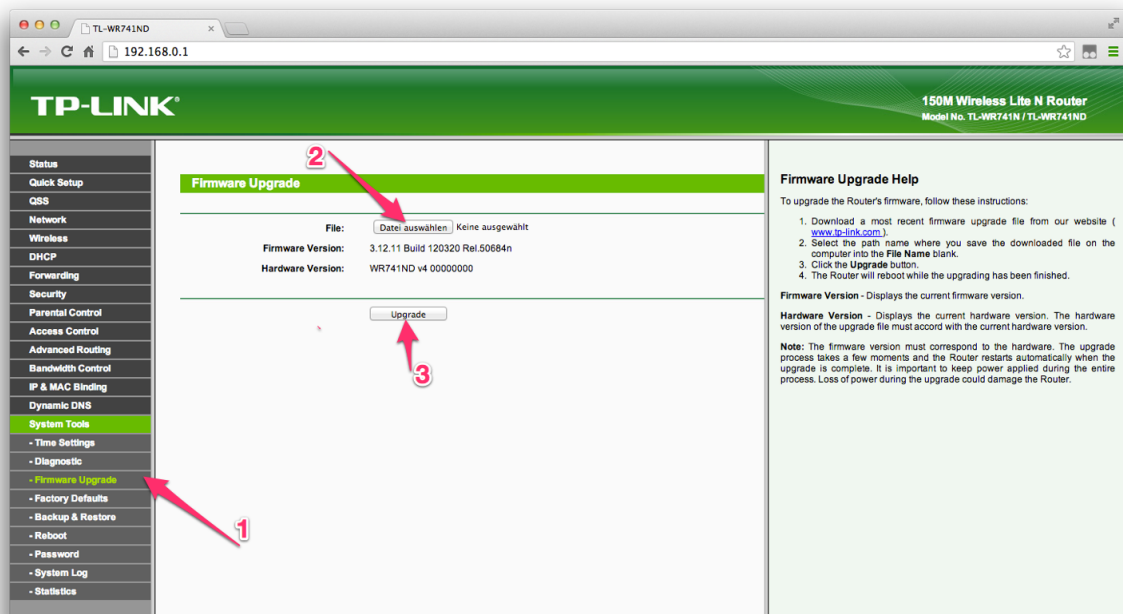 TL-WR741ND
192.168.0.1
TP-LINK®
150M Wireless Lite N Router
Model No. TL-WR741N / TL-WR741ND
Status
Quick Setup
QSS
Network
Wireless
DHCP
Forwarding
Security
Parental Control
Access Control
Advanced Routing
Bandwidth Control
IP & MAC Binding
Dynamic DNS
System Tools
- Time Settings
- Diagnostic
- Firmware Upgrade
- Factory Defaults
- Backup & Restore
- Reboot
- Password
- System Log
- Statistics
1
2
Firmware Upgrade
File: Datei auswählen Keine ausgewählt
Firmware Version: 3.12.11 Build 120320 Rel.50684n
Hardware Version: WR741ND v4 00000000
Upgrade
3
Firmware Upgrade Help
To upgrade the Router's firmware, follow these instructions:
1. Download a most recent firmware upgrade file from our website (
www.tp-link.com ).
2. Select the path name where you save the downloaded file on the
computer into the File Name blank.
3. Click the Upgrade button.
4. The Router will reboot while the upgrading has been finished.
Firmware Version - Displays the current firmware version.
Hardware Version - Displays the current hardware version. The hardware
version of the upgrade file must accord with the current hardware version.
Note: The firmware version must correspond to the hardware. The upgrade
process takes a few moments and the Router restarts automatically when the
upgrade is complete. It is important to keep power applied during the entire
process. Loss of power during the upgrade could damage the Router.